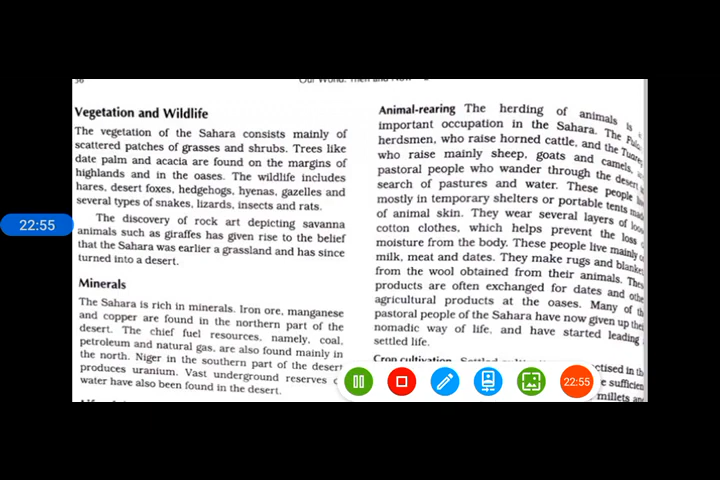 Vegetation and Wildlife
The vegetation of the Sahara consists mainly of
scattered patches of grasses and shrubs. Trees like
date palm and acacia are found on the margins of
highlands and in the oases. The wildlife includes
hares, desert foxes, hedgehogs, hyenas, gazelles and
several types of snakes, lizards, insects and rats.
The discovery of rock art depicting savanna
animals such as giraffes has given rise to the belief
that the Sahara was earlier a grassland and has since
turned into a desert.
Minerals
The Sahara is rich in minerals. Iron ore, manganese
and copper are found in the northern part of the
desert. The chief fuel resources, namely, coal,
petroleum and natural gas, are also found mainly in
the north. Niger in the southern part of the desert
produces uranium. Vast underground reserves
water have also been found in the desert.
Animal-rearing The herding of animals is
important occupation in the Sahara. The
herdsmen, who raise horned cattle, and the
who raise mainly sheep, goats and camels,
pastoral people who wander through the desert
search of pastures and water. These people
mostly in temporary shelters or portable tents
of animal skin. They wear several layers of
cotton clothes, which helps prevent the loss
moisture from the body. These people live mainly
milk, meat and dates. They make rugs and
from the wool obtained from their animals.
products are often exchanged for dates and
agricultural products at the oases. Many of
pastoral people of the Sahara have now given up
nomadic way of life, and have started leading
settled life.
22:55
22:55